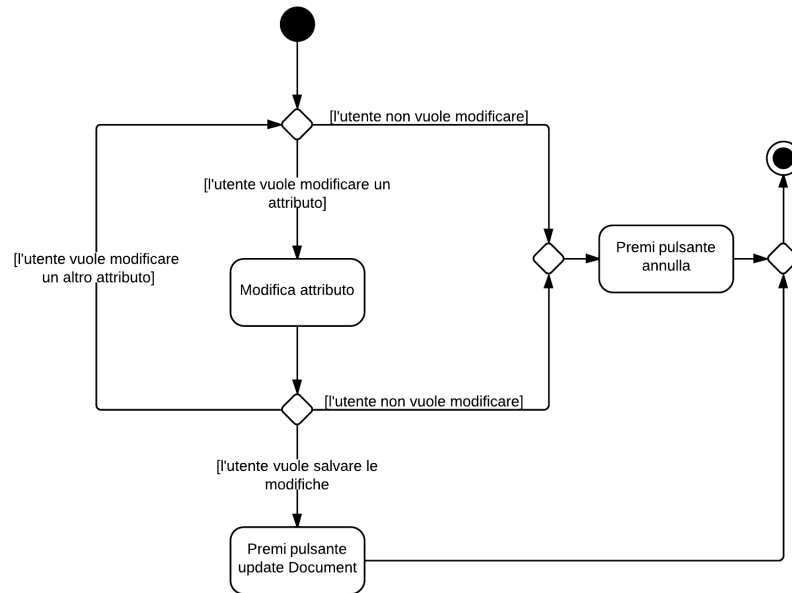 [l'utente non vuole modificare]
[l'utente vuole modificare un
attributo]
Premi pulsante
annulla
[l'utente vuole modificare
un altro attributo]
Modifica attributo
[l'utente non vuole modificare]
[l'utente vuole salvare le
modifiche
Premi pulsante
update Document